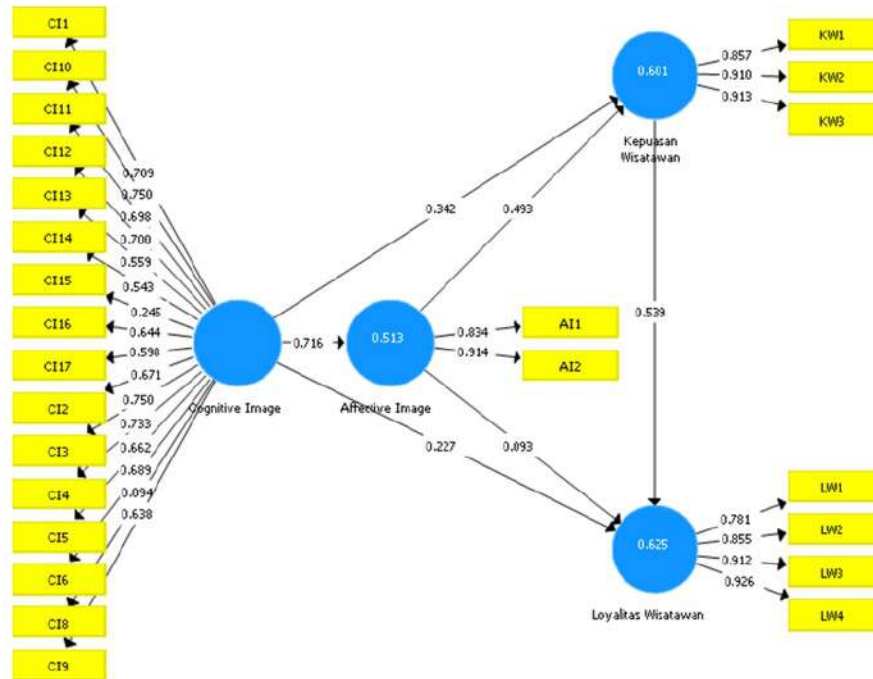 CI1
CI10
CI11
CI12
CI13
CI14
CI15
CI16
CI17
CI2
CI3
CI4
CI5
CI6
CI8
CI9
0.709
0.750
0.698
0.700
0.559
0.543
0.245
0.644
0.598
0.671
0.750
0.733
0.662
0.689
0.094
0.638
Cognitive Image
0.716
0.513
Affective Image
0.834
0.914
AI1
AI2
0.342
0.493
0.227
0.093
0.601
Kepuasan
Wisatawan
0.857
0.910
0.913
KW1
KW2
KW3
0.539
0.625
Loyalitas Wisatawan
0.781
0.855
0.912
0.926
LW1
LW2
LW3
LW4